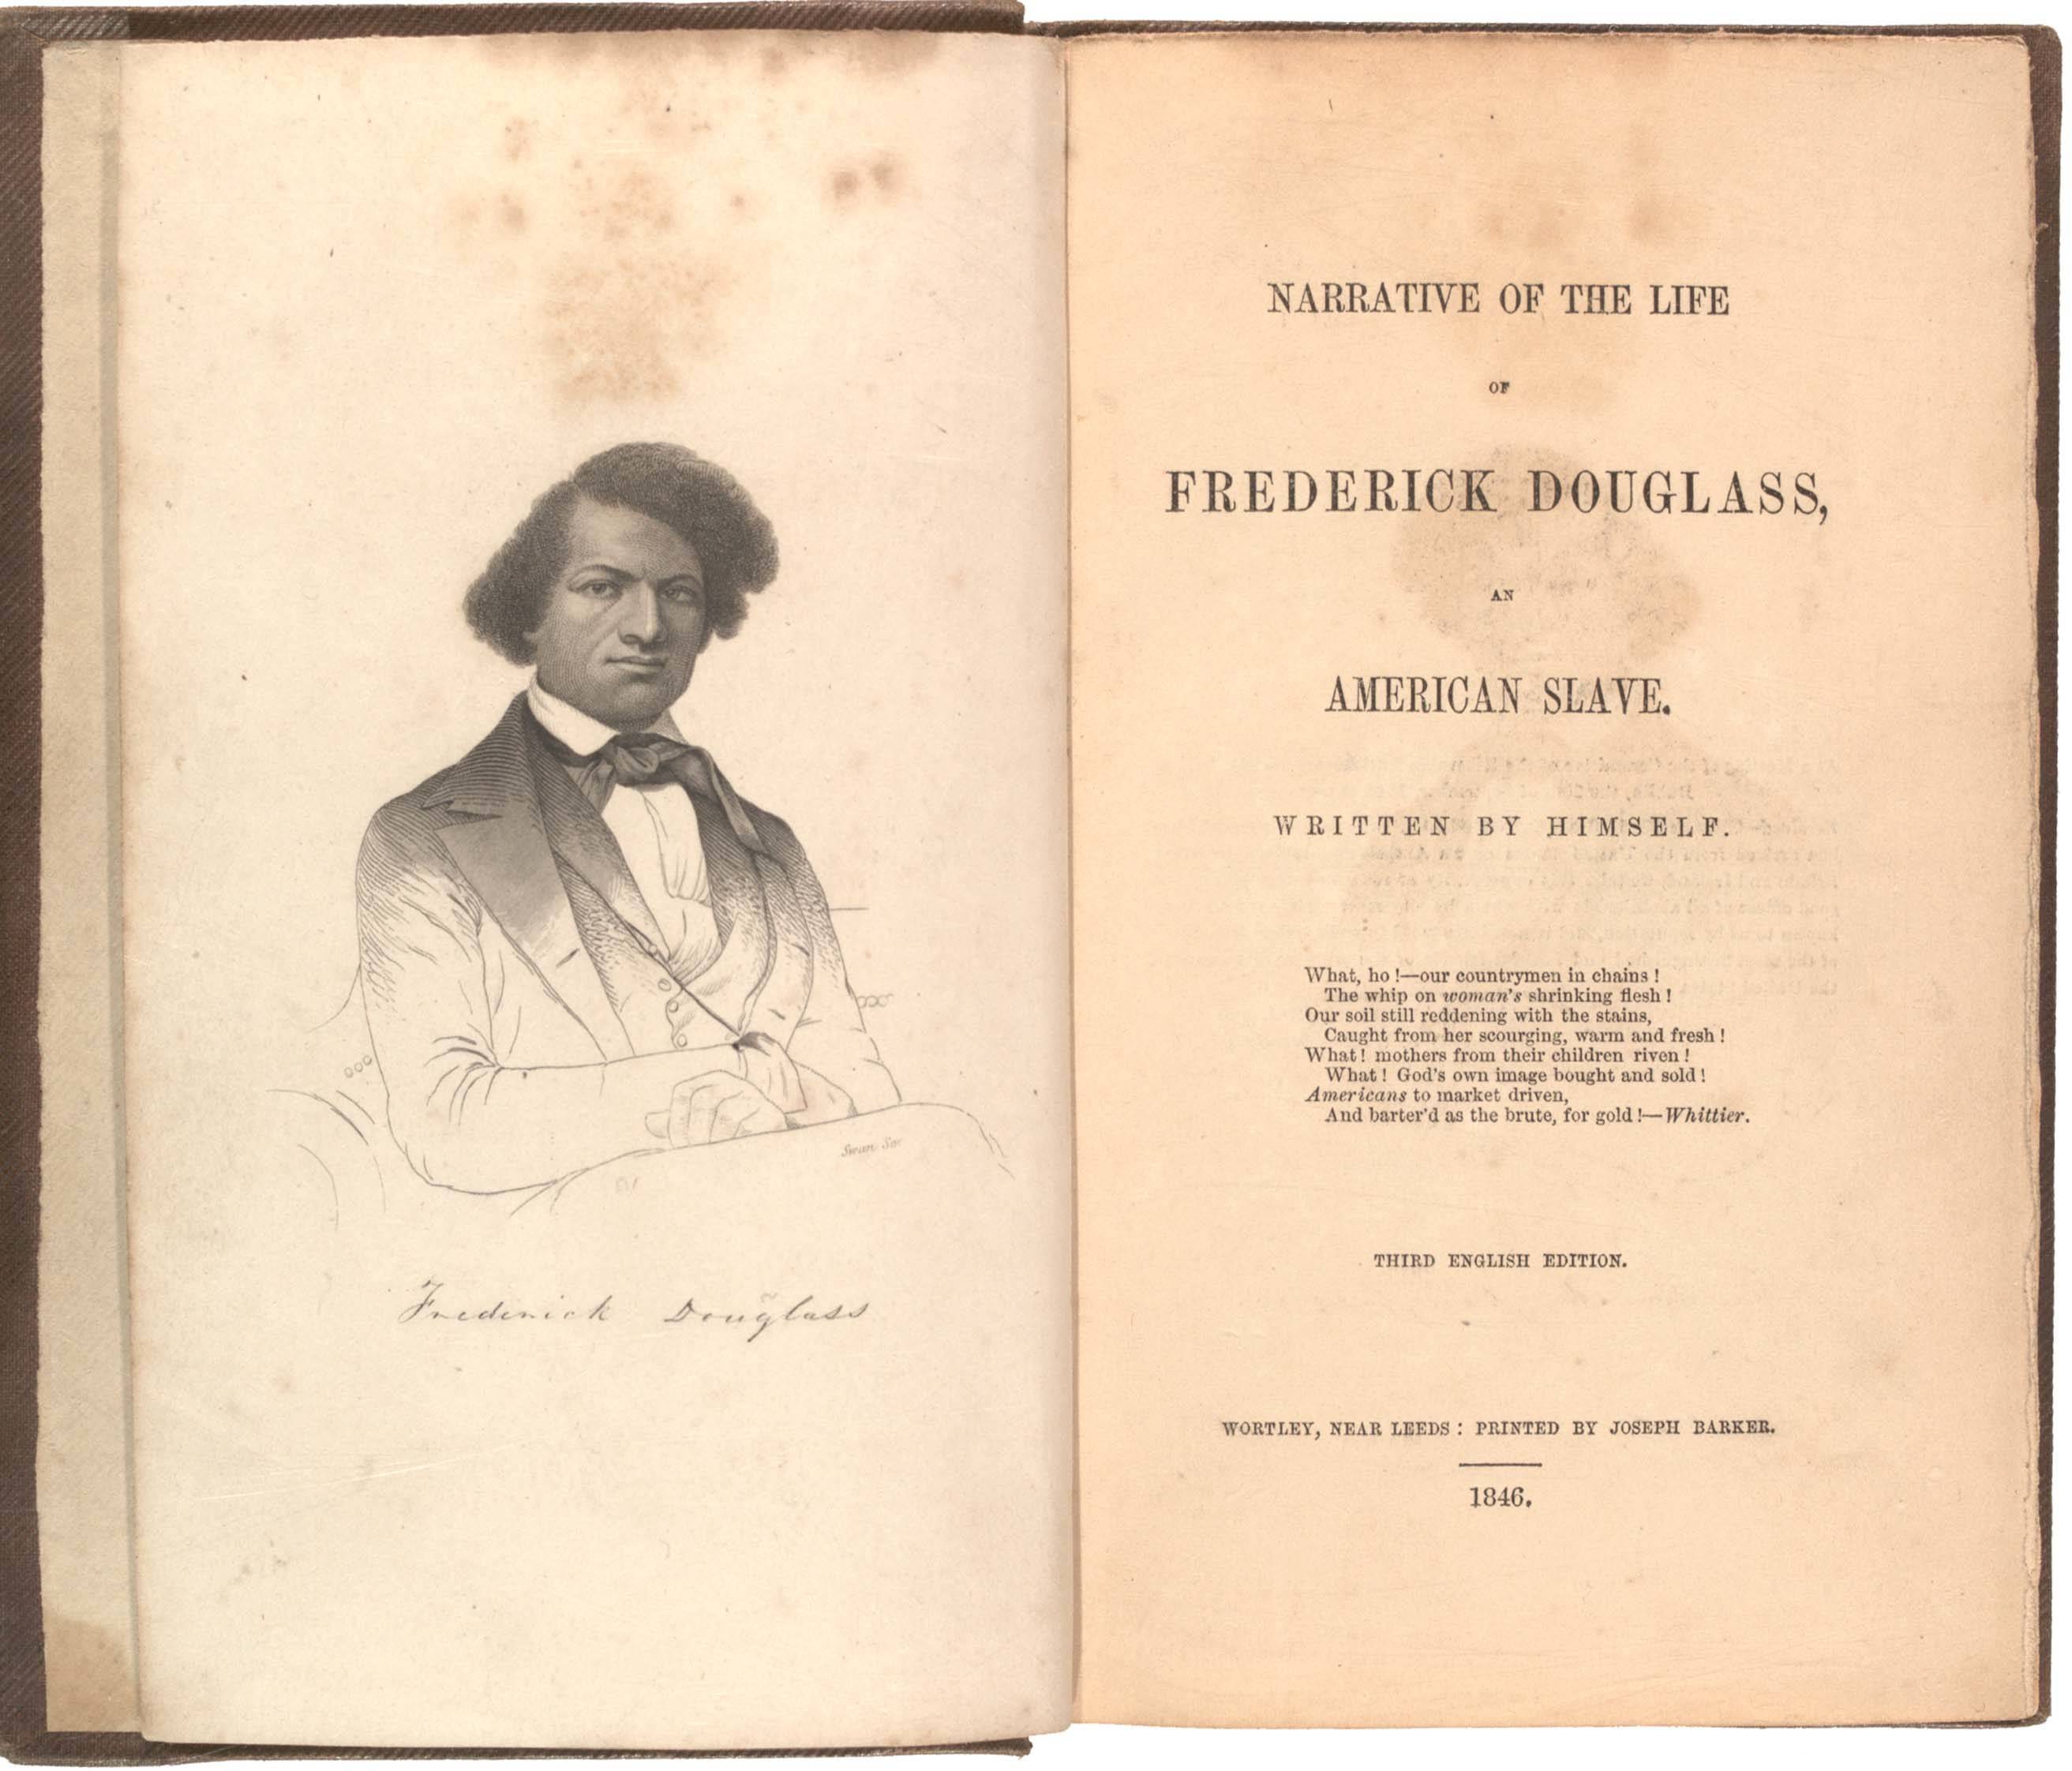 Swan Sc
Frederick Douglass
NARRATIVE OF THE LIFE
OF
FREDERICK DOUGLASS,
AN
AMERICAN SLAVE.
WRITTEN BY HIMSELF.
What, ho!—our countrymen in chains!
The whip on woman's shrinking flesh!
Our soil still reddening with the stains,
Caught from her scourging, warm and fresh!
What! mothers from their children riven!
What! God's own image bought and sold!
Americans to market driven,
And barter'd as the brute, for gold!—Whittier.
THIRD ENGLISH EDITION.
WORTLEY, NEAR LEEDS: PRINTED BY JOSEPH BARKER.
1846.